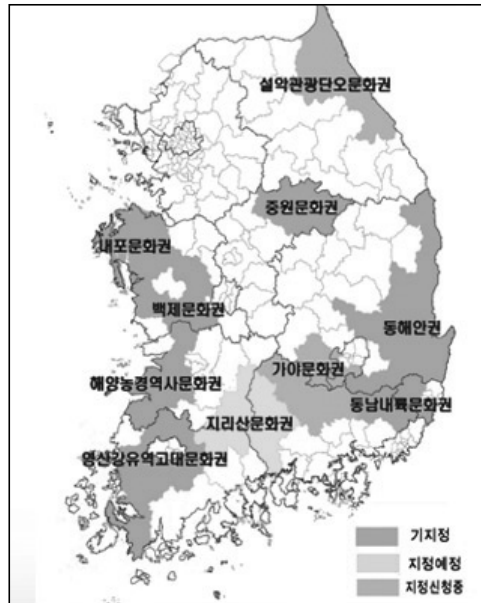 설악관광단오문화권
중원문화권
내포문화권
백제문화권
동해안권
가야문화권
해양농경역사문화권
동남내륙문화권
지리산문화권
영산강유역고대문화권
기지정
지정예정
지정신청중